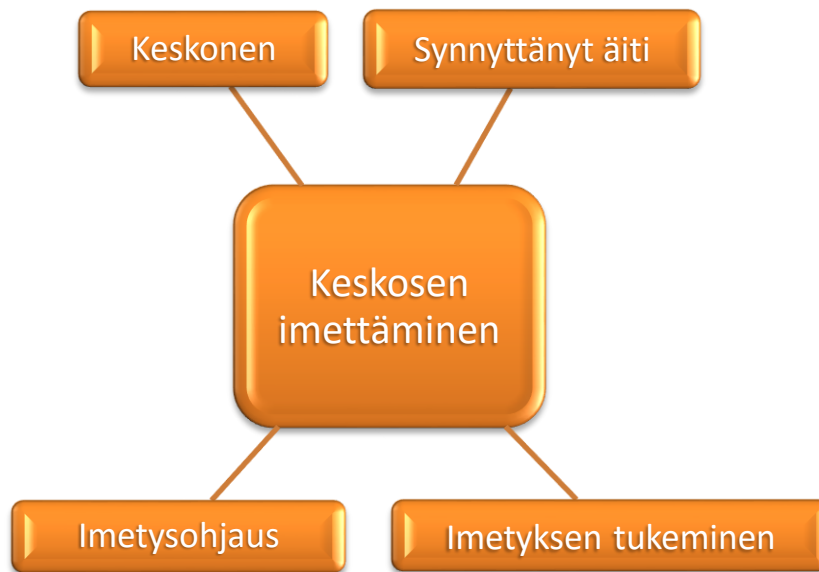 Keskonen
Synnyttänyt äiti
Keskosen
imettäminen
Imetysohjaus
Imetyksen tukeminen